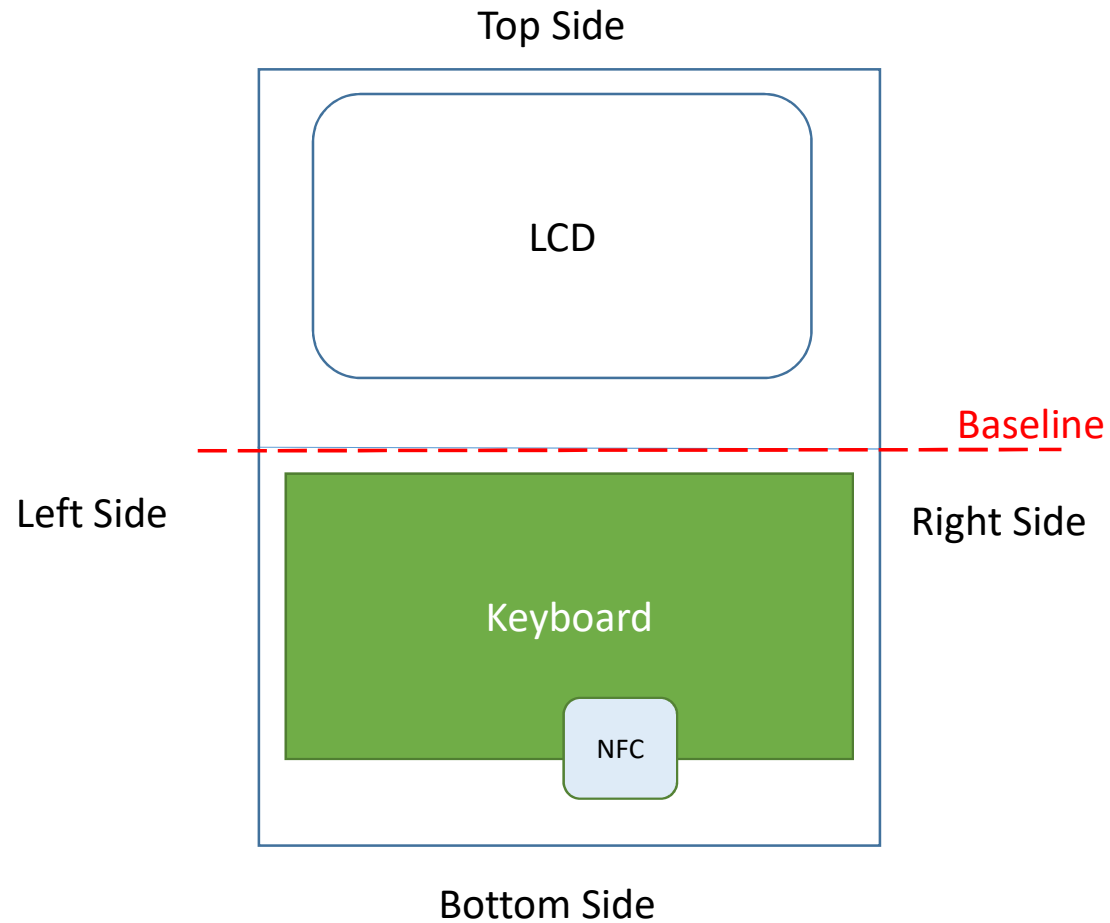 Top Side
LCD
Baseline
Left Side
Right Side
Keyboard
NFC
Bottom Side